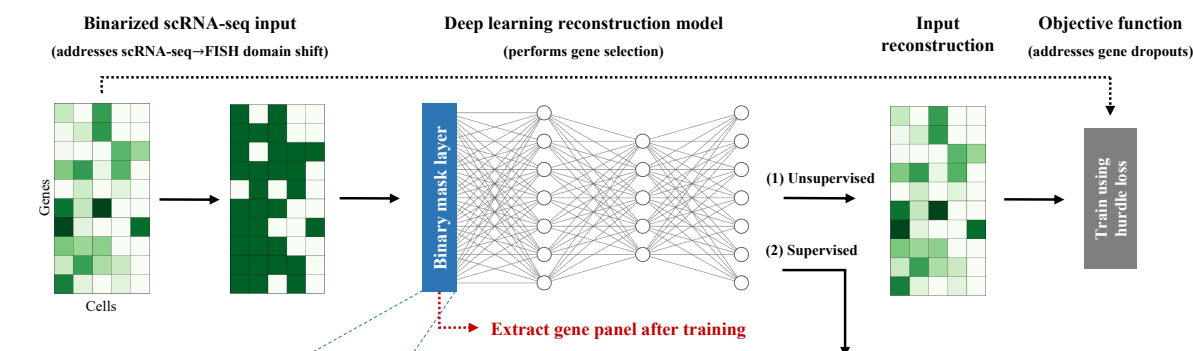 Binarized scRNA-seq input
(addresses scRNA-seq→FISH domain shift)
Deep learning reconstruction model
(performs gene selection)
Input
reconstruction
Objective function
(addresses gene dropouts)
Genes
Cells
Binary mask layer
(1) Unsupervised
(2) Supervised
Train using
hurdle loss
Extract gene panel after training